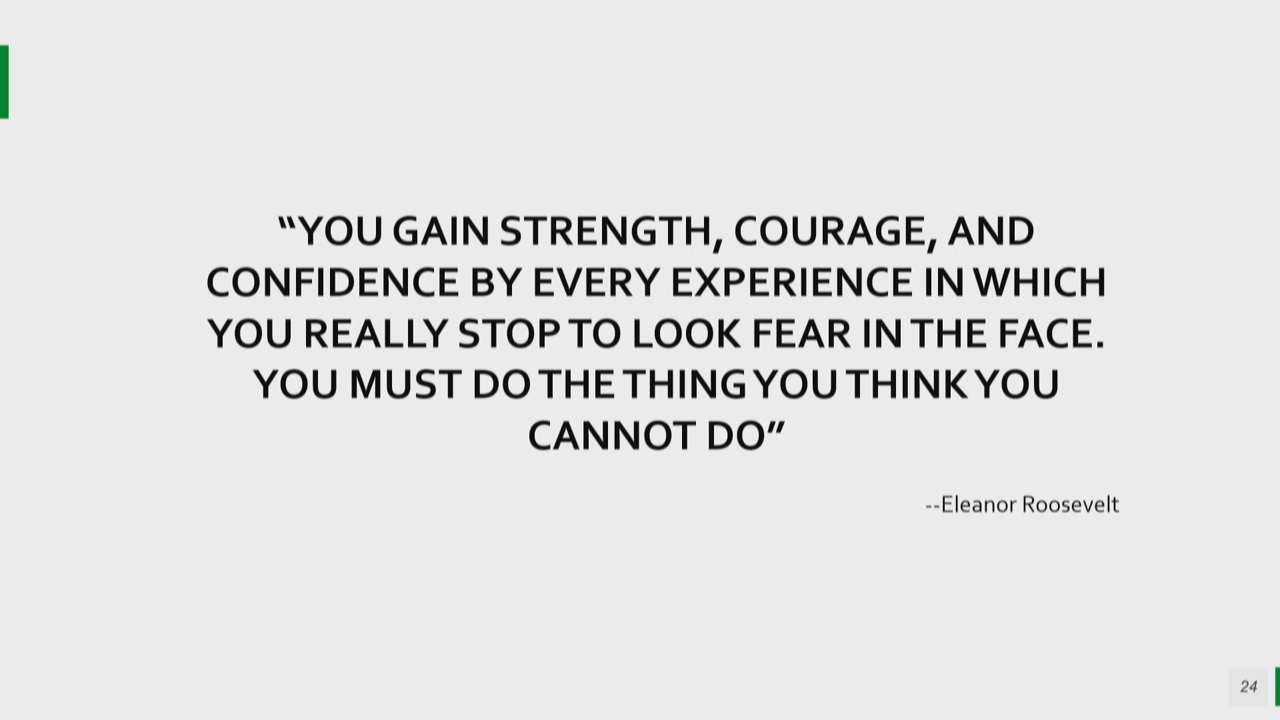 “YOU GAIN STRENGTH, COURAGE, AND
CONFIDENCE BY EVERY EXPERIENCE IN WHICH
YOU REALLY STOP TO LOOK FEAR IN THE FACE.
YOU MUST DO THE THING YOU THINK YOU
CANNOT DO”
--Eleanor Roosevelt
24